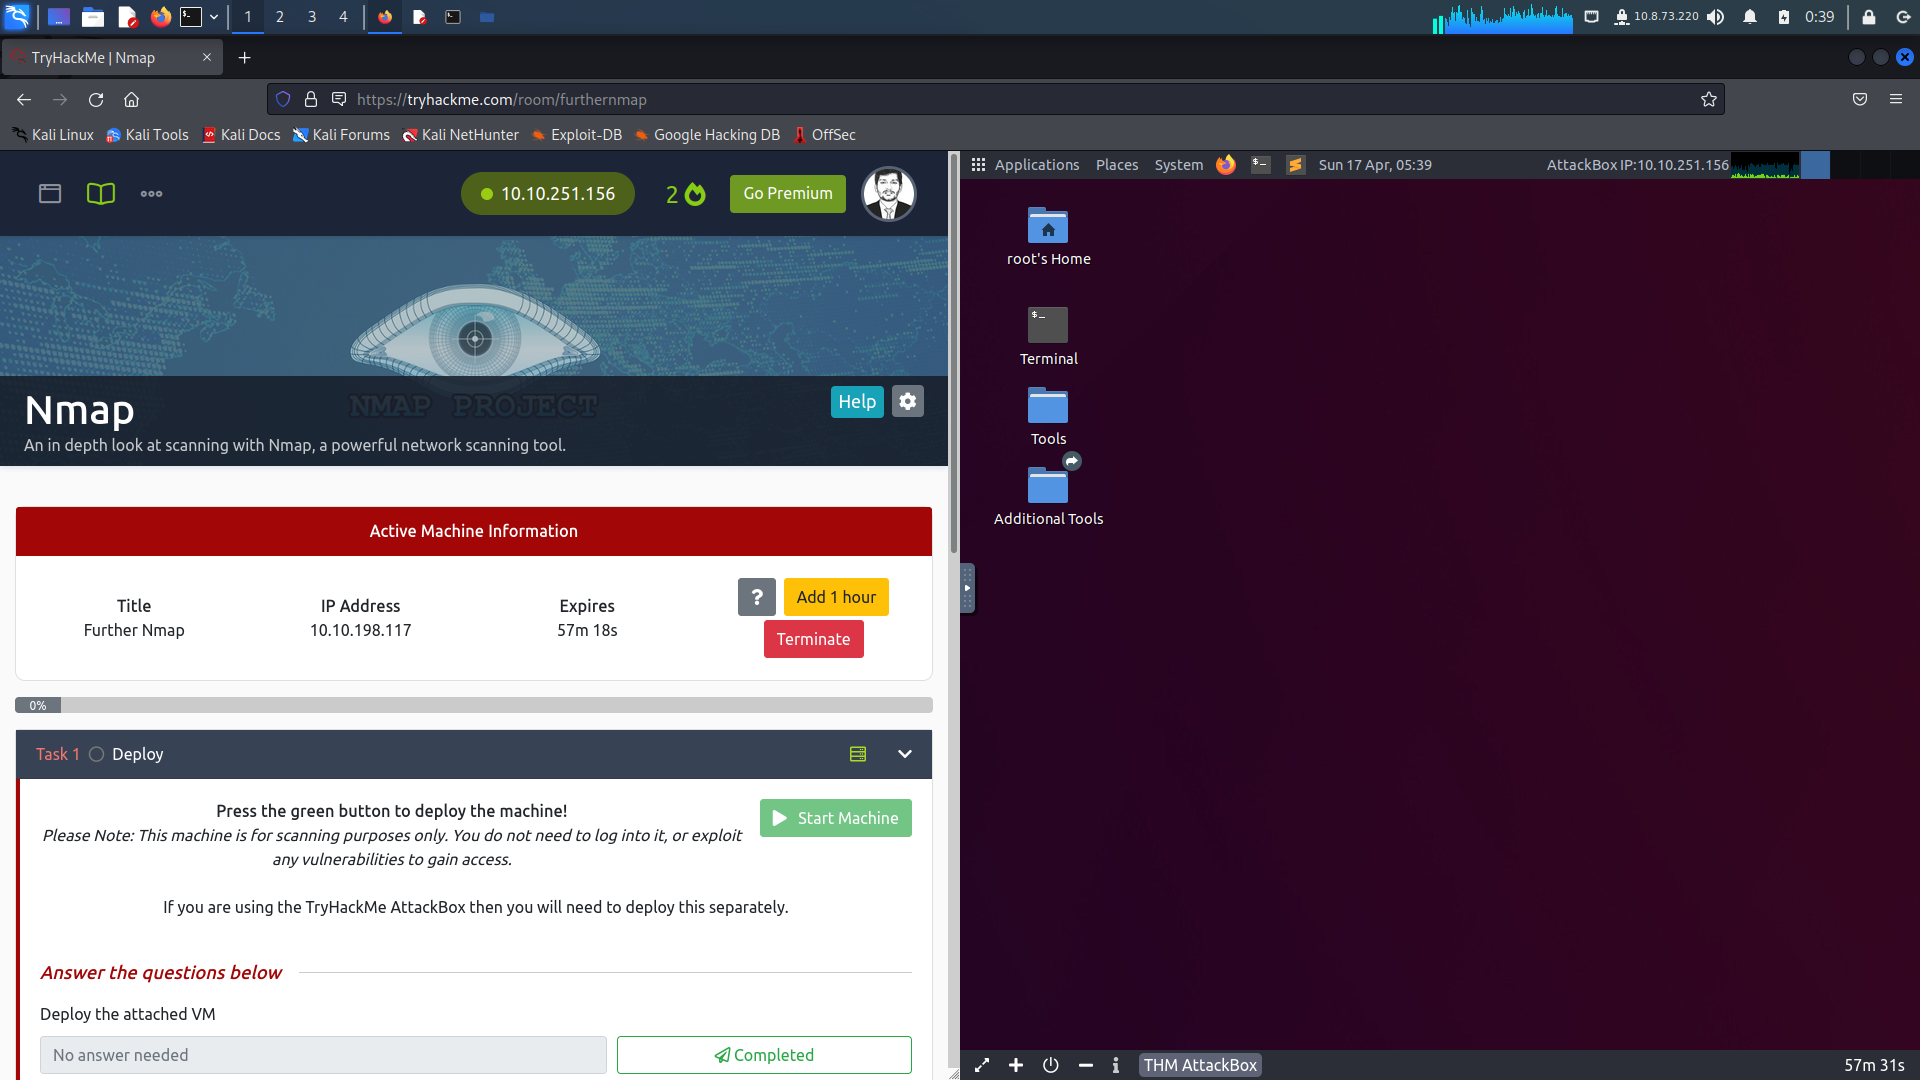 1
2
3
4
10.8.73.220
0:39
TryHackMe | Nmap
https://tryhackme.com/room/furthernmap
Kali Linux
Kali Tools
Kali Docs
Kali Forums
Kali NetHunter
Exploit-DB
Google Hacking DB
OffSec
10.10.251.156
2
Go Premium
NMAP PROJECT
Nmap
An in depth look at scanning with Nmap, a powerful network scanning tool.
Help
Active Machine Information
Title
IP Address
Expires
Further Nmap
10.10.198.117
57m 18s
?
Add 1 hour
Terminate
0%
Task 1
Deploy
Press the green button to deploy the machine!
Start Machine
Please Note: This machine is for scanning purposes only. You do not need to log into it, or exploit
any vulnerabilities to gain access.
If you are using the TryHackMe AttackBox then you will need to deploy this separately.
Answer the questions below
Deploy the attached VM
No answer needed
Completed
Applications
Places
System
Sun 17 Apr, 05:39
AttackBox IP:10.10.251.156
root's Home
$_
Terminal
Tools
Additional Tools
THM AttackBox
57m 31s